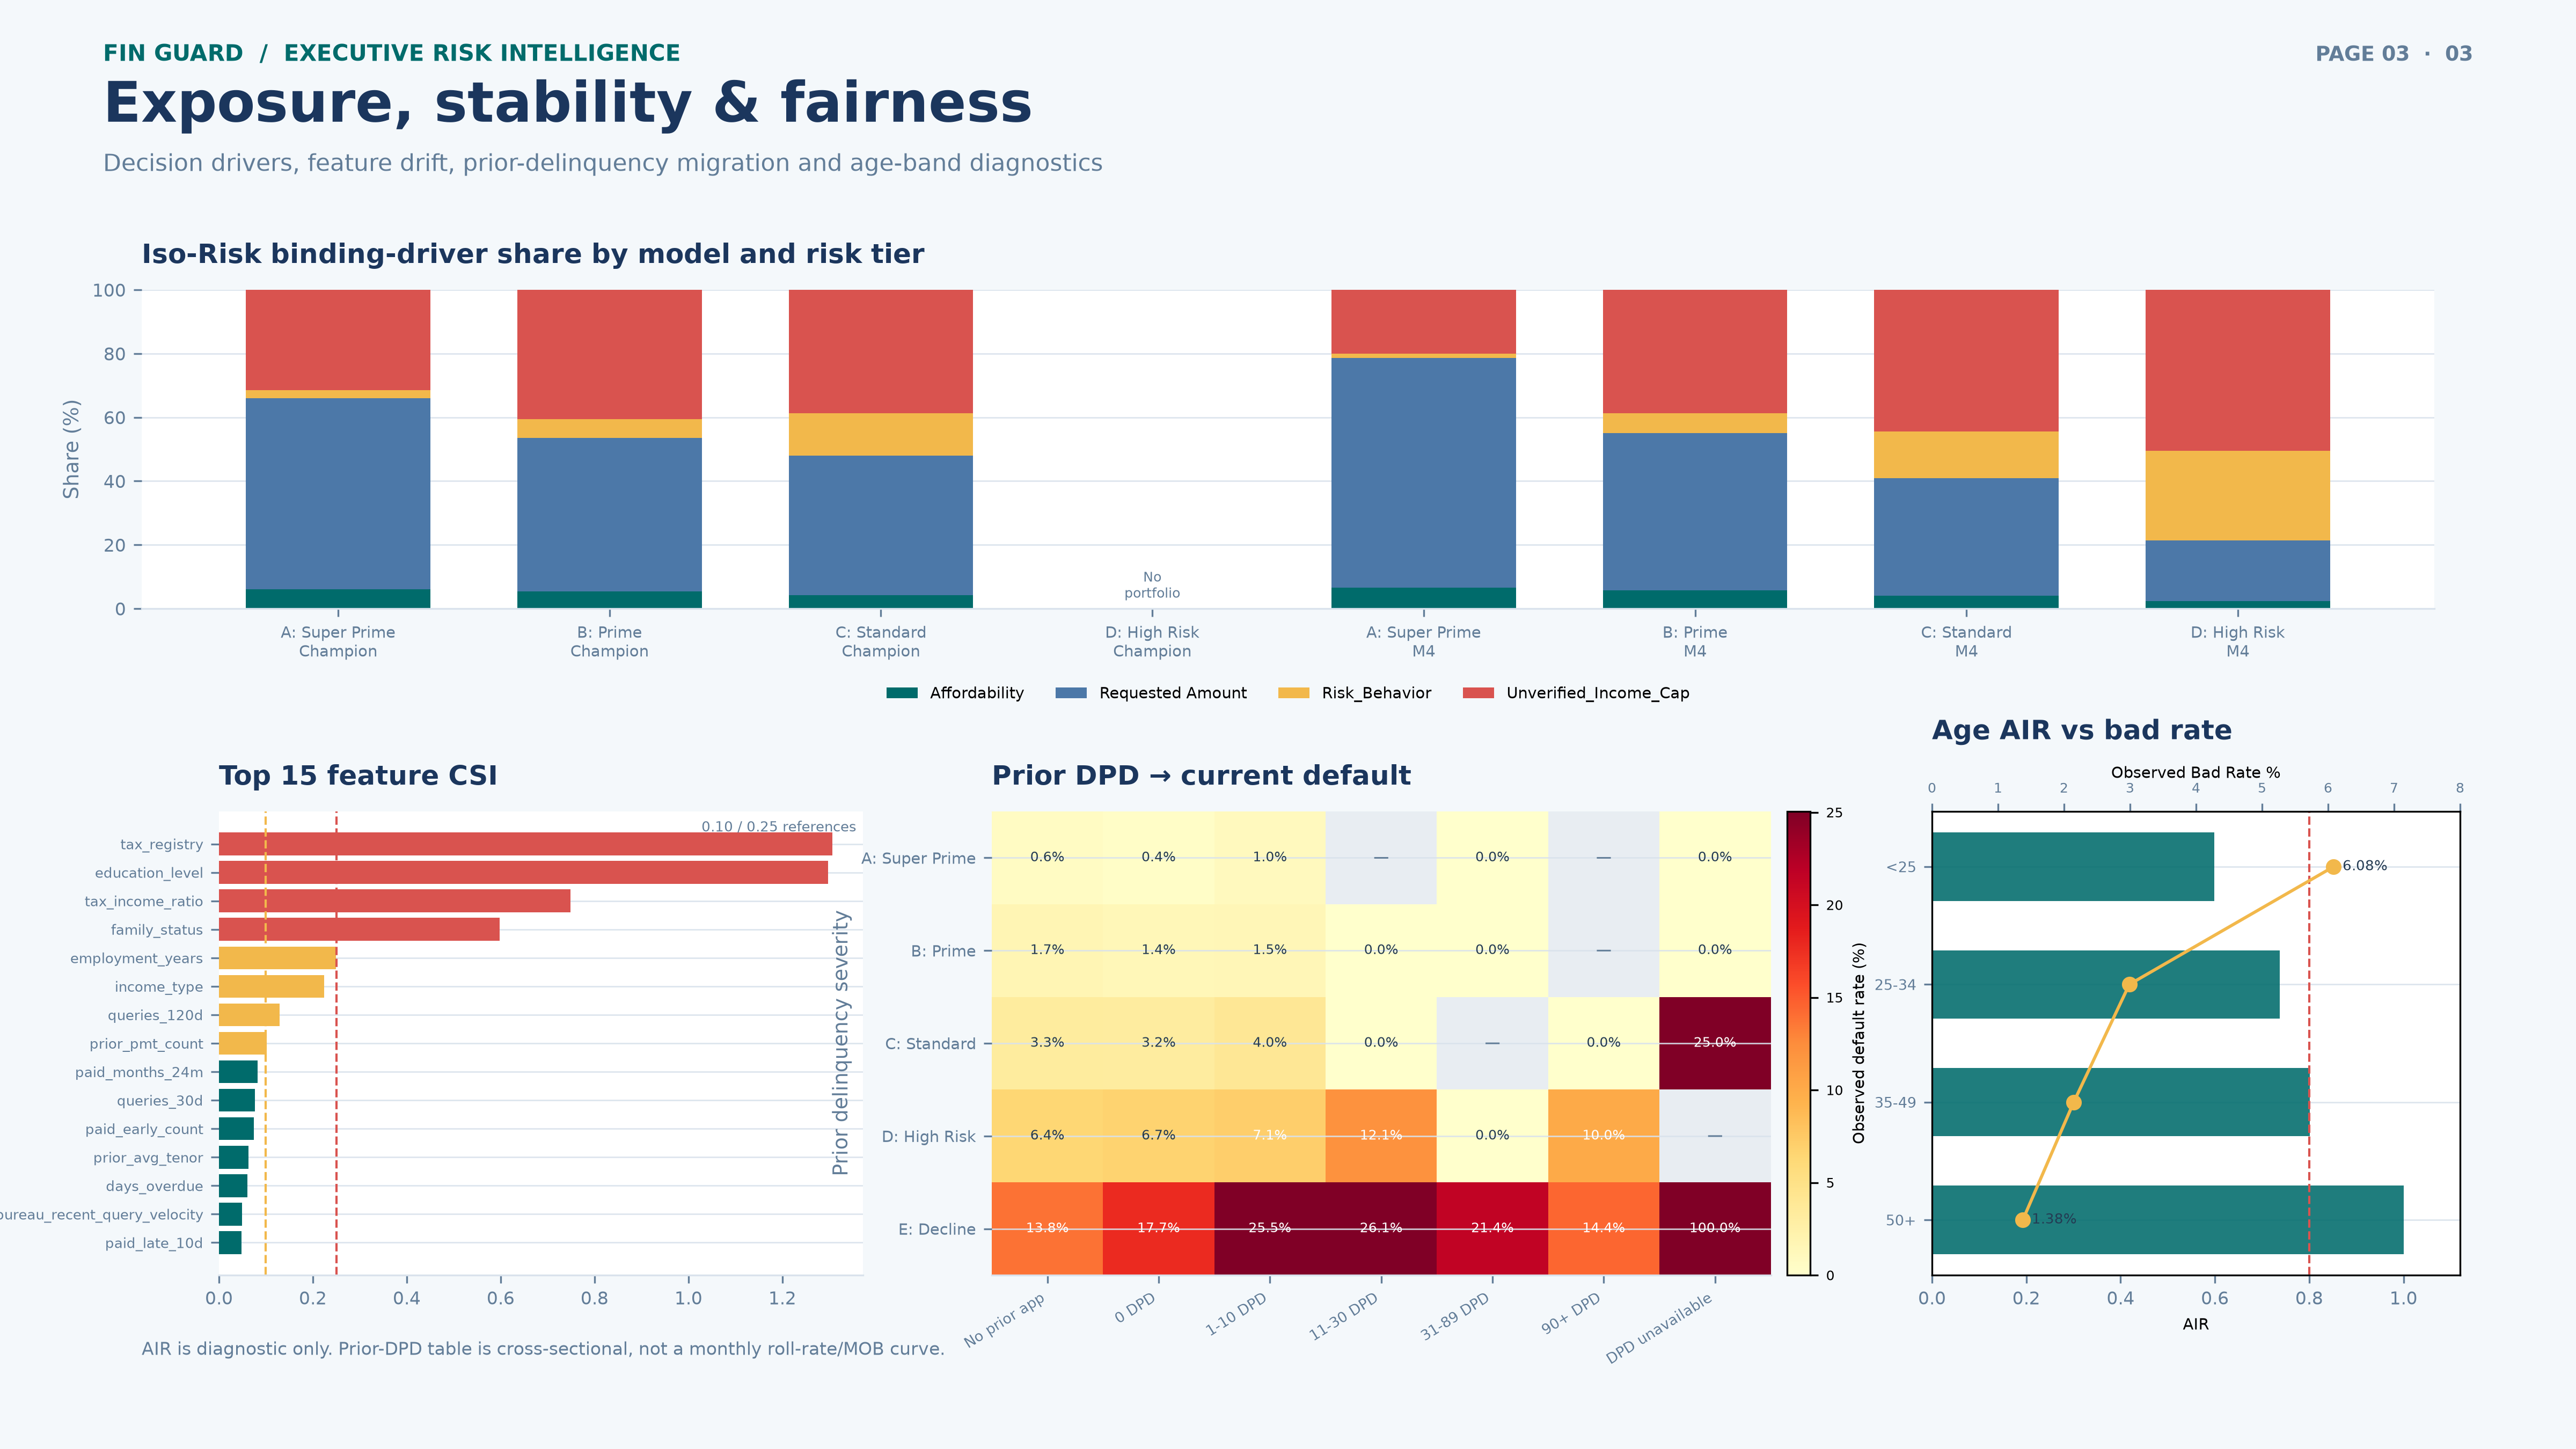 FIN GUARD / EXECUTIVE RISK INTELLIGENCE
PAGE 03 · 03
Exposure, stability & fairness
Decision drivers, feature drift, prior-delinquency migration and age-band diagnostics
Iso-Risk binding-driver share by model and risk tier
Share (%)
100
80
60
40
20
0
No
portfolio
A: Super Prime
Champion
B: Prime
Champion
C: Standard
Champion
D: High Risk
Champion
A: Super Prime
M4
B: Prime
M4
C: Standard
M4
D: High Risk
M4
Affordability
Requested Amount
Risk_Behavior
Unverified_Income_Cap
Top 15 feature CSI
0.10 / 0.25 references
tax_registry
education_level
tax_income_ratio
family_status
employment_years
income_type
queries_120d
prior_pmt_count
paid_months_24m
queries_30d
paid_early_count
prior_avg_tenor
days_overdue
bureau_recent_query_velocity
paid_late_10d
0.0 0.2 0.4 0.6 0.8 1.0 1.2
Prior DPD → current default
Prior delinquency severity
A: Super Prime 0.6% 0.4% 1.0% — 0.0% — 0.0%
B: Prime 1.7% 1.4% 1.5% 0.0% 0.0% — 0.0%
C: Standard 3.3% 3.2% 4.0% 0.0% — 0.0% 25.0%
D: High Risk 6.4% 6.7% 7.1% 12.1% 0.0% 10.0% —
E: Decline 13.8% 17.7% 25.5% 26.1% 21.4% 14.4% 100.0%
No prior app
0 DPD
1-10 DPD
11-30 DPD
31-89 DPD
90+ DPD
DPD unavailable
25
20
15
10
5
0
Observed default rate (%)
Age AIR vs bad rate
Observed Bad Rate %
0 1 2 3 4 5 6 7 8
<25
6.08%
25-34
35-49
50+
1.38%
0.0 0.2 0.4 0.6 0.8 1.0
AIR
AIR is diagnostic only. Prior-DPD table is cross-sectional, not a monthly roll-rate/MOB curve.